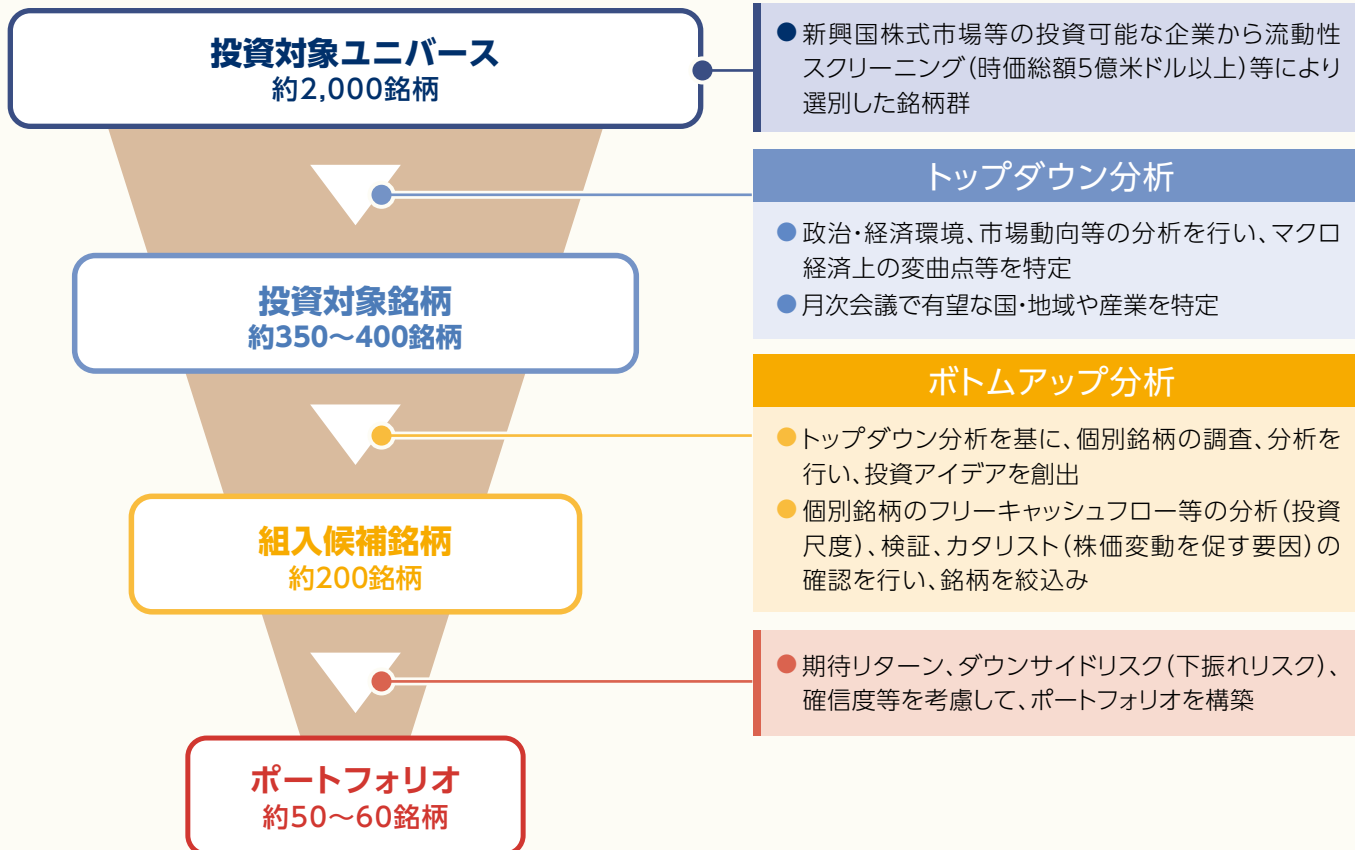 投資対象ユニバース
約2,000銘柄
●新興国株式市場等の投資可能な企業から流動性
スクリーニング(時価総額5億米ドル以上)等により
選別した銘柄群
トップダウン分析
●政治・経済環境、市場動向等の分析を行い、マクロ
経済上の変曲点等を特定
●月次会議で有望な国・地域や産業を特定
投資対象銘柄
約350～400銘柄
ボトムアップ分析
●トップダウン分析を基に、個別銘柄の調査、分析を
行い、投資アイデアを創出
●個別銘柄のフリーキャッシュフロー等の分析(投資
尺度)、検証、カタリスト(株価変動を促す要因)の
確認を行い、銘柄を絞込み
組入候補銘柄
約200銘柄
●期待リターン、ダウンサイドリスク(下振れリスク)、
確信度等を考慮して、ポートフォリオを構築
ポートフォリオ
約50～60銘柄